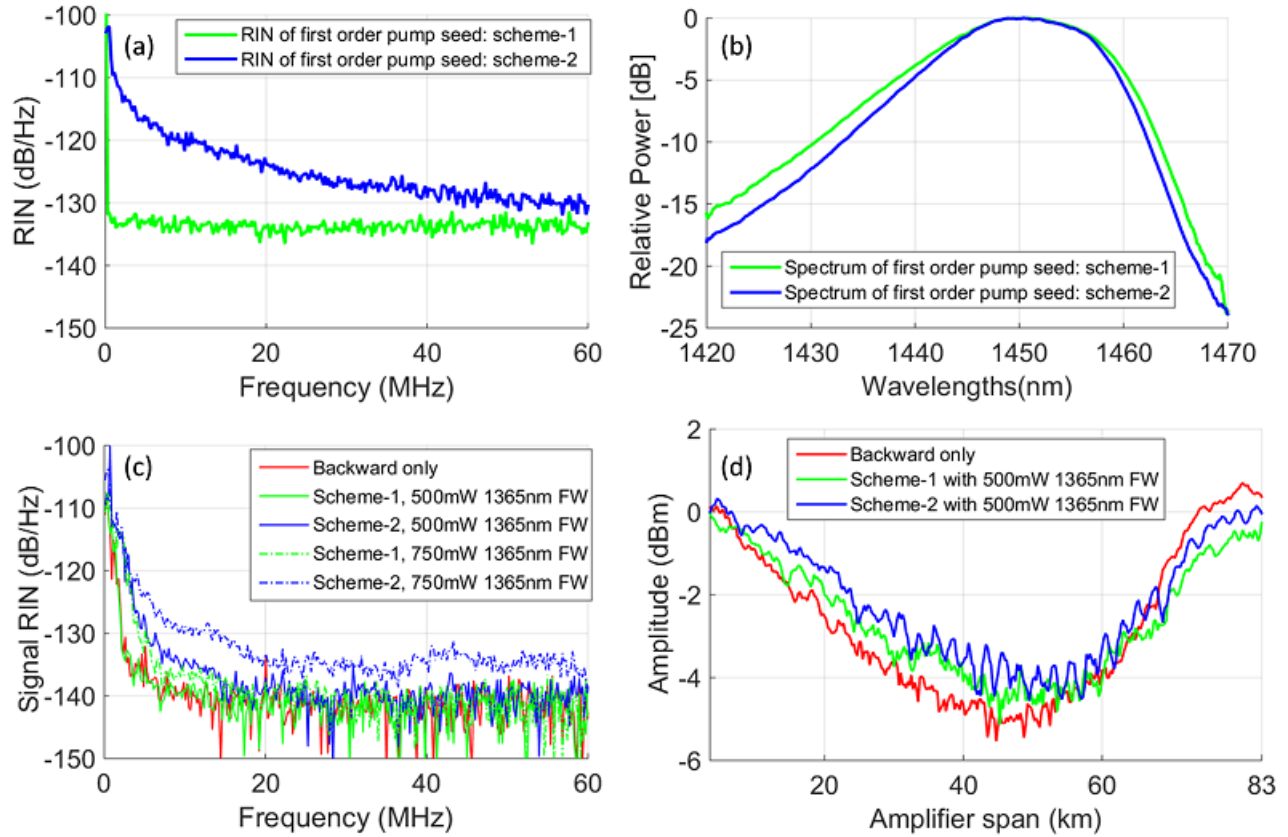 (a)
RIN of first order pump seed: scheme-1
RIN of first order pump seed: scheme-2
RIN (dB/Hz)
-100
-110
-120
-130
-140
-150
0 20 40 60
Frequency (MHz)
(b)
Relative Power [dB]
0
-5
-10
-15
-20
-25
Spectrum of first order pump seed: scheme-1
Spectrum of first order pump seed: scheme-2
1420 1430 1440 1450 1460 1470
Wavelengths(nm)
(c)
Backward only
Scheme-1, 500mW 1365nm FW
Scheme-2, 500mW 1365nm FW
Scheme-1, 750mW 1365nm FW
Scheme-2, 750mW 1365nm FW
Signal RIN (dB/Hz)
-100
-110
-120
-130
-140
-150
0 20 40 60
Frequency (MHz)
(d)
Backward only
Scheme-1 with 500mW 1365nm FW
Scheme-2 with 500mW 1365nm FW
Amplitude (dBm)
2
0
-2
-4
-6
20 40 60 83
Amplifier span (km)